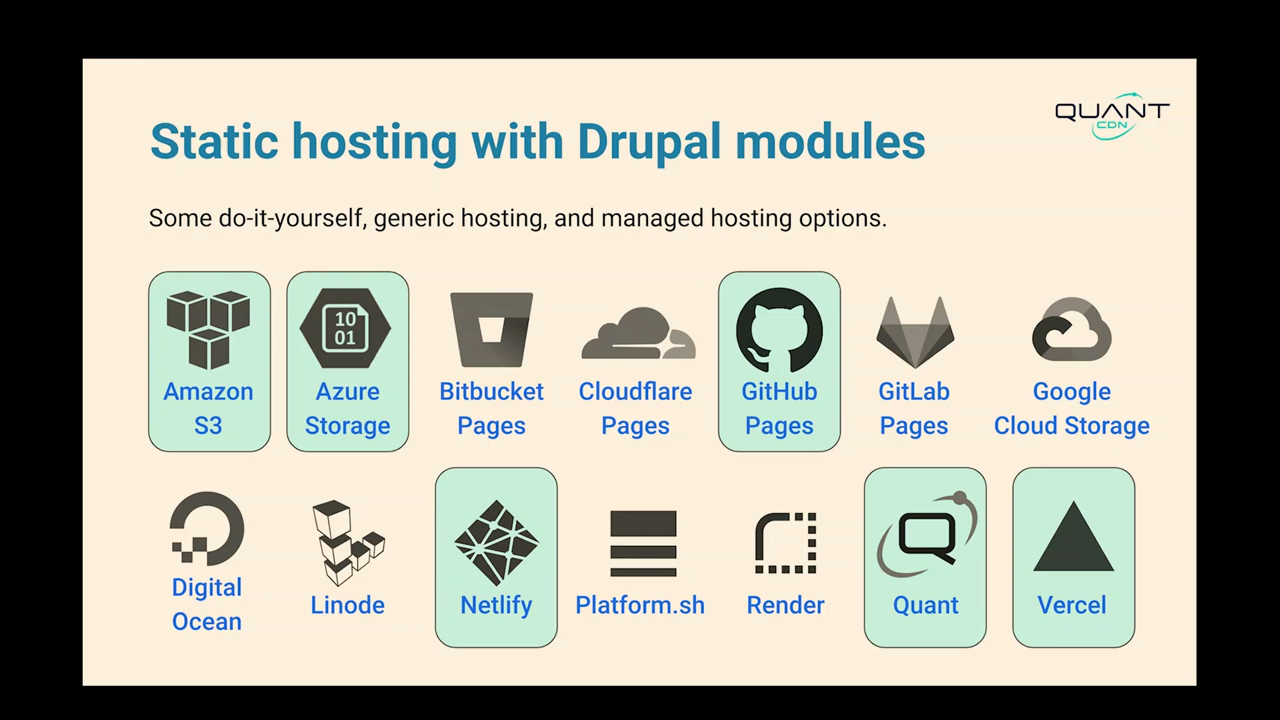 QUANT
CDN
Static hosting with Drupal modules
Some do-it-yourself, generic hosting, and managed hosting options.
10
01
Amazon
S3
Azure
Storage
Bitbucket
Pages
Cloudflare
Pages
GitHub
Pages
GitLab
Pages
Google
Cloud Storage
Digital
Ocean
Linode
Netlify
Platform.sh
Render
Q
Quant
Vercel